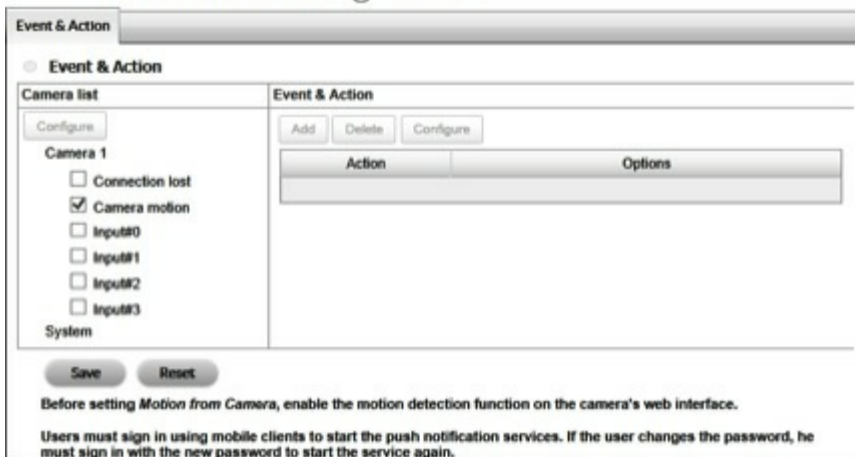 Event & Action
Event & Action
Camera list
Event & Action
Configure
Add Delete Configure
Camera 1
Action Options
Connection lost
Camera motion
Input#0
Input#1
Input#2
Input#3
System
Save Reset
Before setting Motion from Camera, enable the motion detection function on the camera's web interface.
Users must sign in using mobile clients to start the push notification services. If the user changes the password, he
must sign in with the new password to start the service again.